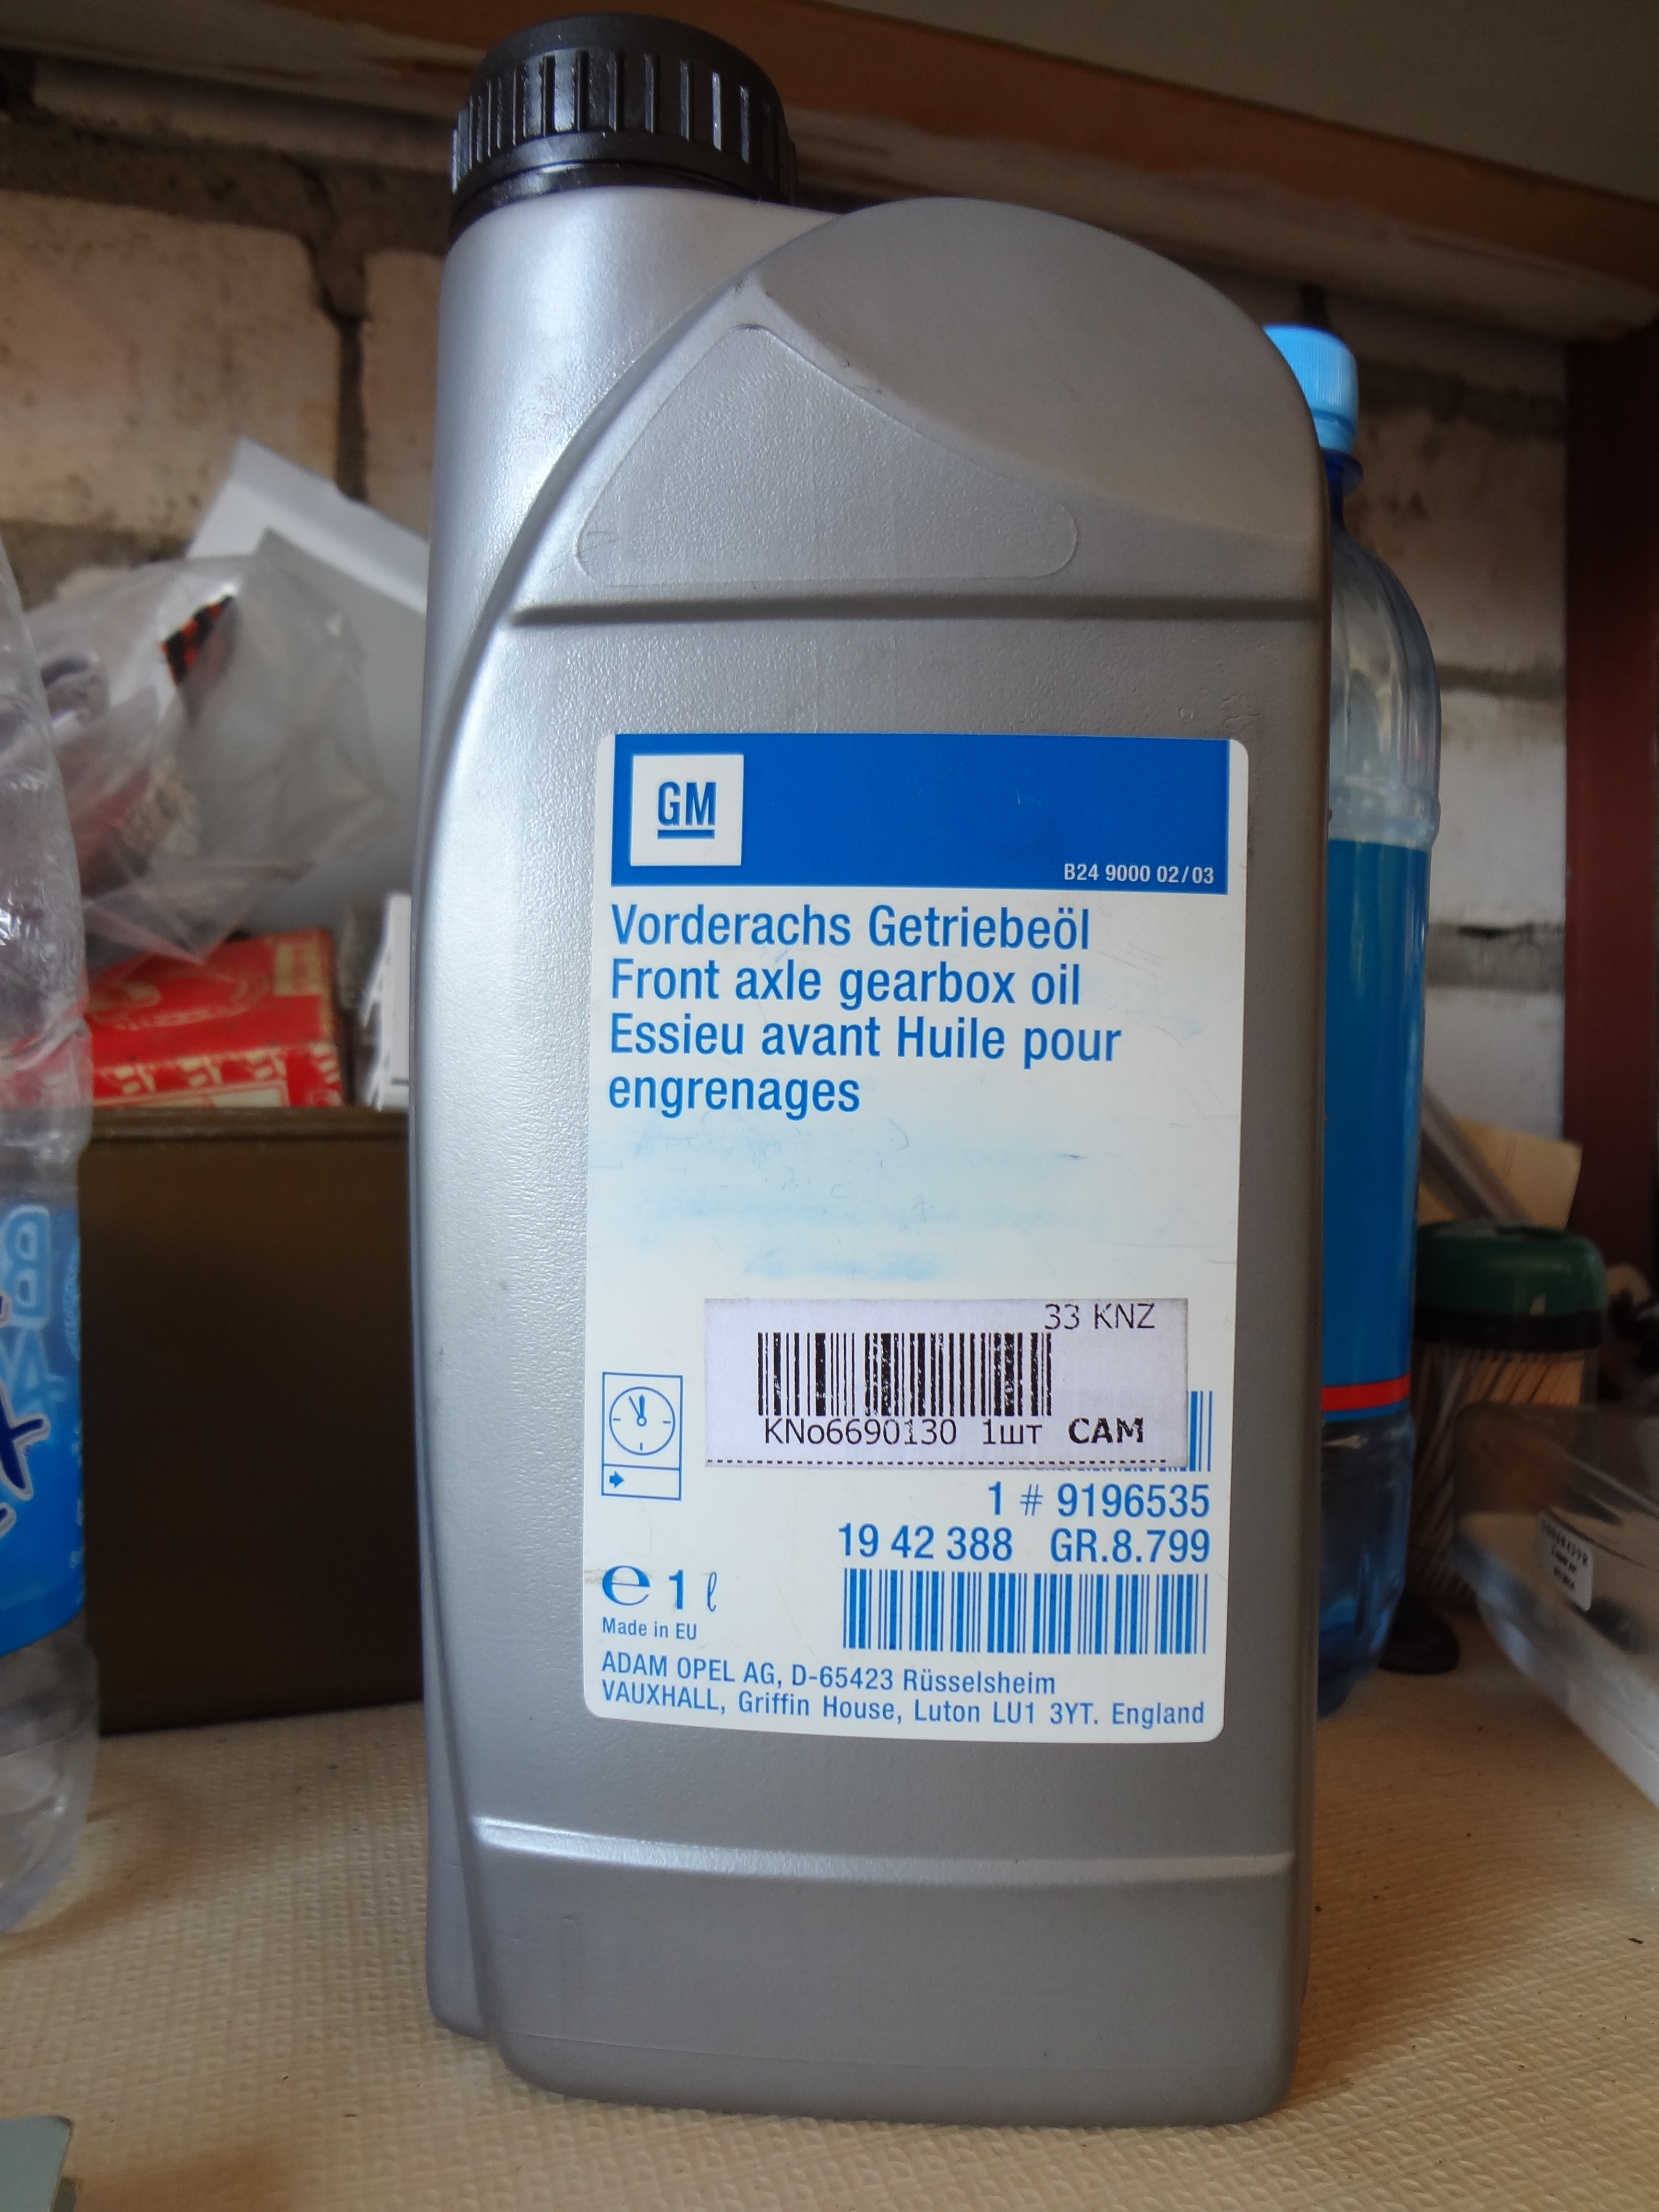 GM
B24 9000 02/03
Vorderachs Getriebeöl
Front axle gearbox oil
Essieu avant Huile pour
engrenages
33 KNZ
KNo6690130 1шт CAM
1 # 9196535
19 42 388 GR.8.799
e 1 ℓ
Made in EU
ADAM OPEL AG, D-65423 Rüsselsheim
VAUXHALL, Griffin House, Luton LU1 3YT. England